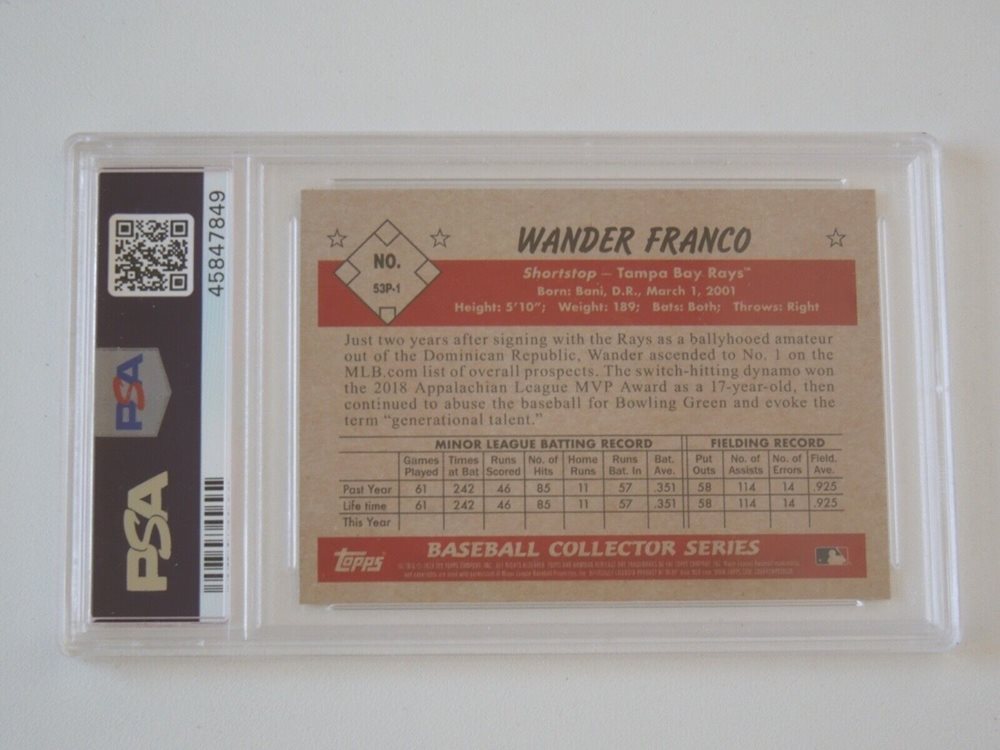 45847849
PSA
PSA
WANDER FRANCO
NO.
53P-1
Shortstop — Tampa Bay Rays™
Born: Bani, D.R., March 1, 2001
Height: 5'10"; Weight: 189; Bats: Both; Throws: Right
Just two years after signing with the Rays as a ballyhooed amateur
out of the Dominican Republic, Wander ascended to No. 1 on the
MLB.com list of overall prospects. The switch-hitting dynamo won
the 2018 Appalachian League MVP Award as a 17-year-old, then
continued to abuse the baseball for Bowling Green and evoke the
term “generational talent.”
MINOR LEAGUE BATTING RECORD FIELDING RECORD
Games Times Runs No. of Home Runs Bat. Put No. of No. of Field.
Played at Bat Scored Hits Runs Bat. In Ave. Outs Assists Errors Ave.
Past Year 61 242 46 85 11 57 .351 58 114 14 .925
Life time 61 242 46 85 11 57 .351 58 114 14 .925
This Year
topps BASEBALL COLLECTOR SERIES